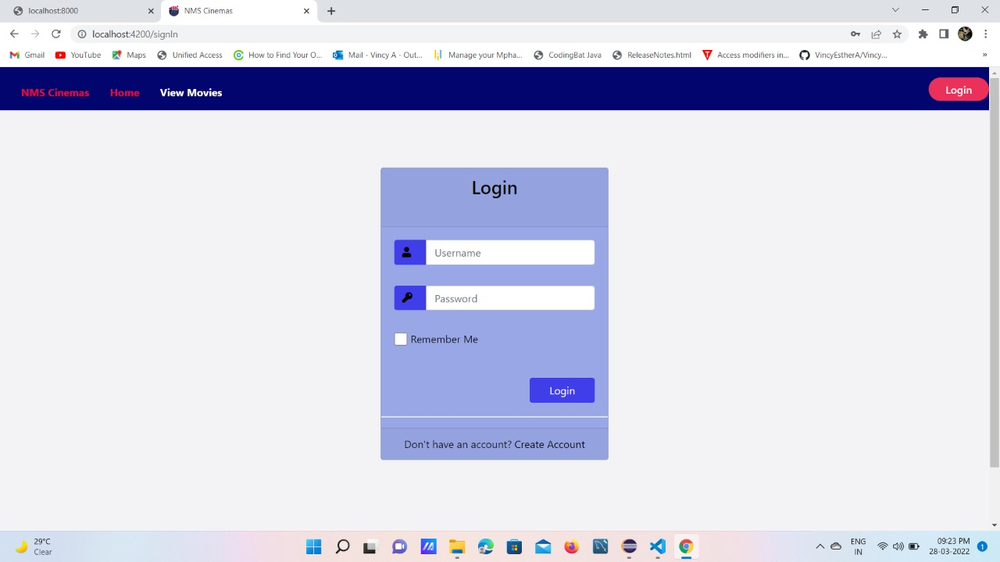 localhost:8000
NMS Cinemas
localhost:4200/signIn
Gmail YouTube Maps Unified Access How to Find Your O... Mail - Vincy A - Out... Manage your Mpha... CodingBat Java ReleaseNotes.html Access modifiers in... VincyEstherA/Vincy... »
NMS Cinemas Home View Movies Login
Login
Username
Password
Remember Me
Login
Don't have an account? Create Account
29°C
Clear
ENG
IN
09:23 PM
28-03-2022
1